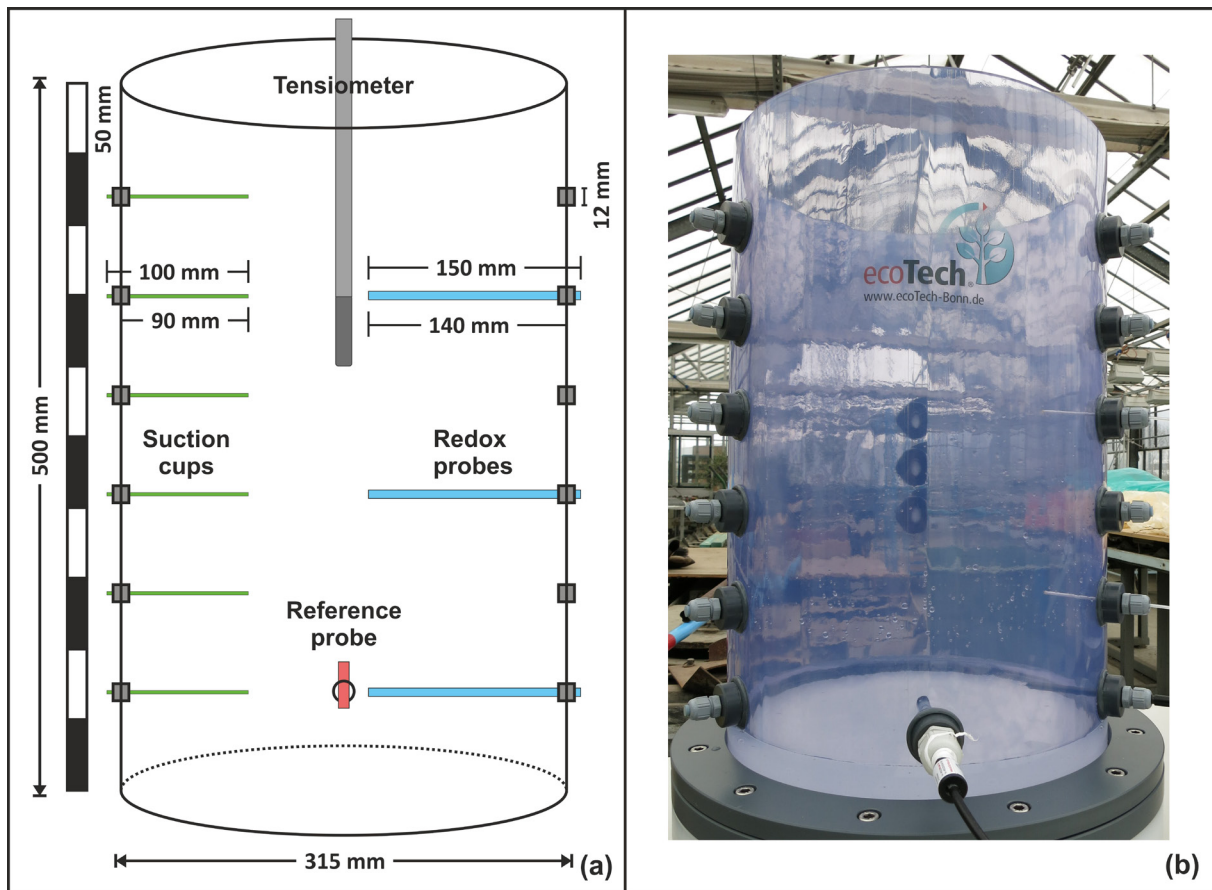 Tensiometer
50 mm
12 mm
100 mm
150 mm
90 mm
140 mm
500 mm
Suction
cups
Redox
probes
Reference
probe
315 mm
(a)
ecoTech®
www.ecoTech-Bonn.de
(b)